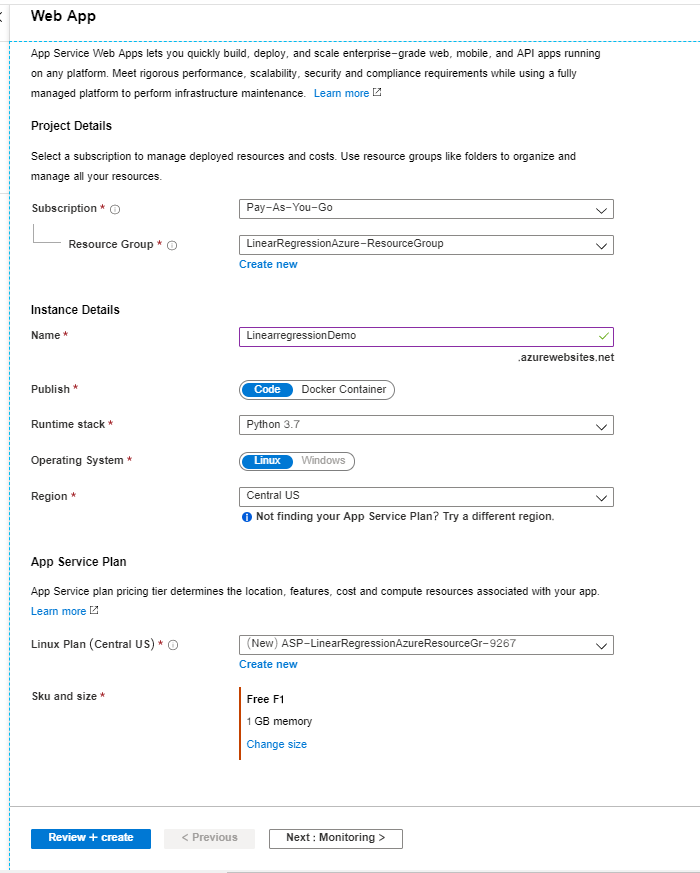 Web App
App Service Web Apps lets you quickly build, deploy, and scale enterprise-grade web, mobile, and API apps running
on any platform. Meet rigorous performance, scalability, security and compliance requirements while using a fully
managed platform to perform infrastructure maintenance. Learn more
Project Details
Select a subscription to manage deployed resources and costs. Use resource groups like folders to organize and
manage all your resources.
Subscription * Pay-As-You-Go
Resource Group * LinearRegressionAzure-ResourceGroup
Create new
Instance Details
Name * LinearregressionDemo
.azurewebsites.net
Publish * Code Docker Container
Runtime stack * Python 3.7
Operating System * Linux Windows
Region * Central US
Not finding your App Service Plan? Try a different region.
App Service Plan
App Service plan pricing tier determines the location, features, cost and compute resources associated with your app.
Learn more
Linux Plan (Central US) * (New) ASP-LinearRegressionAzureResourceGr-9267
Create new
Sku and size * Free F1
1 GB memory
Change size
Review + create < Previous Next : Monitoring >